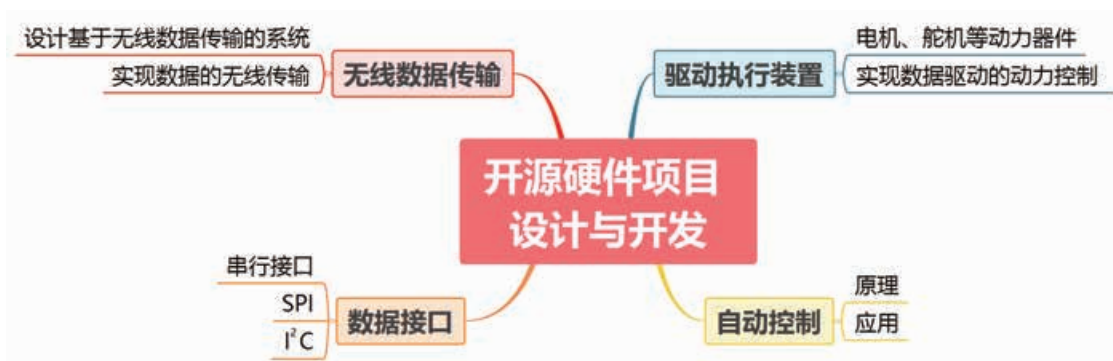 设计基于无线数据传输的系统
实现数据的无线传输
无线数据传输
驱动执行装置
电机、舵机等动力器件
实现数据驱动的动力控制
开源硬件项目
设计与开发
串行接口
SPI
I²C
数据接口
自动控制
原理
应用